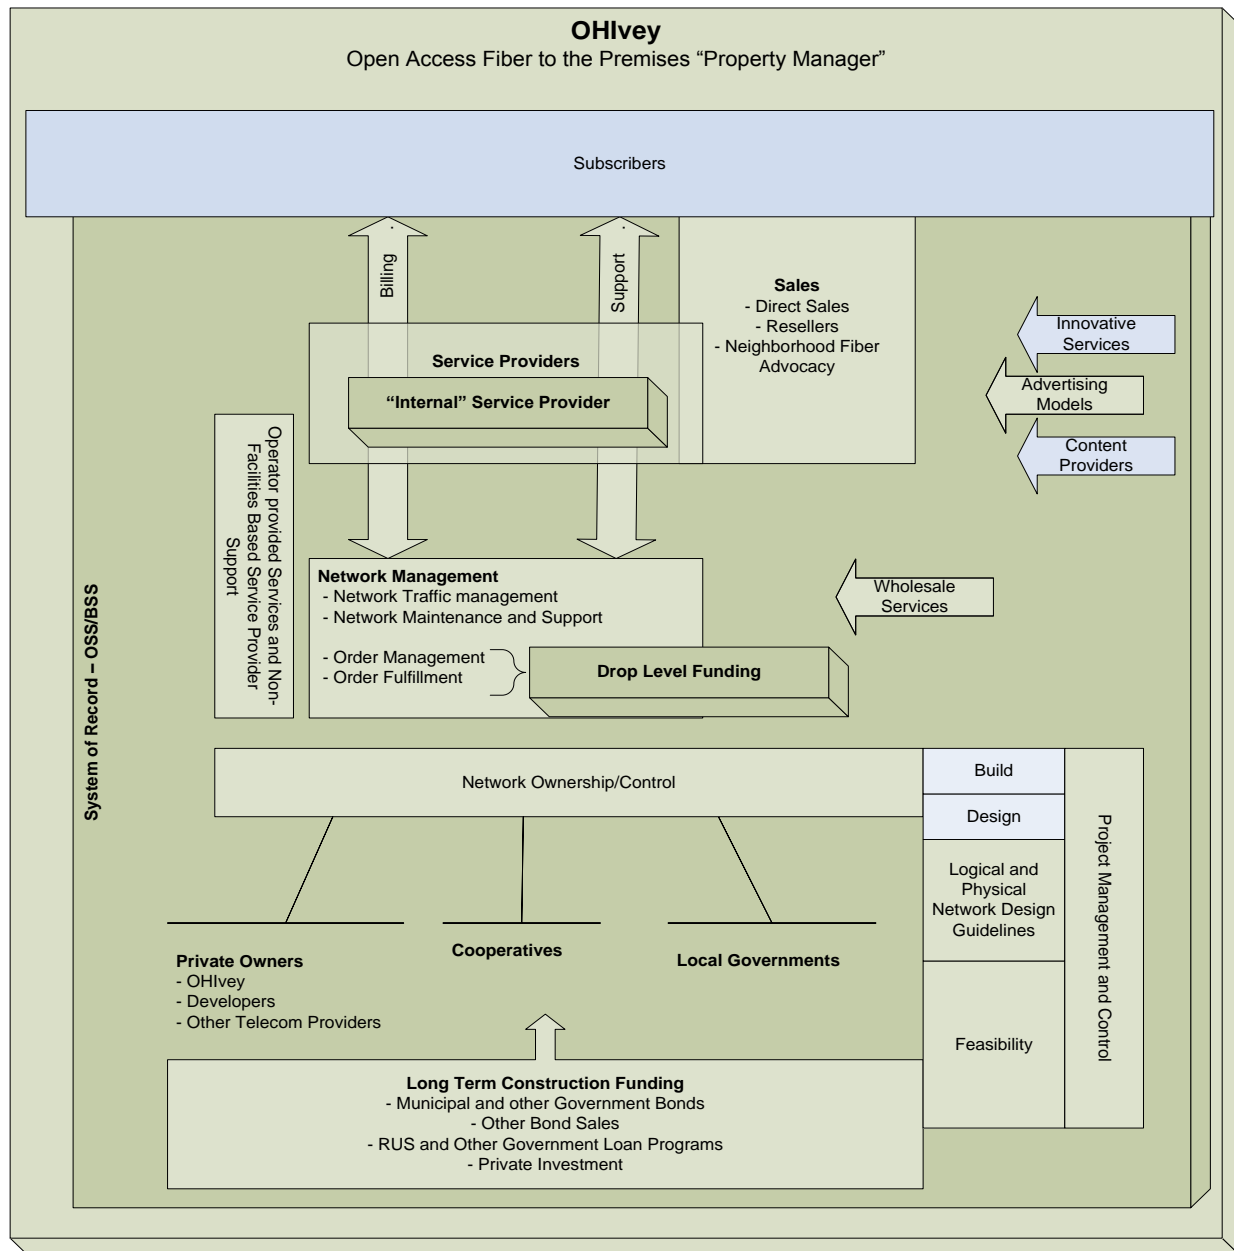 OHIvey
Open Access Fiber to the Premises “Property Manager”
Subscribers
Billing
Support
Sales
- Direct Sales
- Resellers
- Neighborhood Fiber
Advocacy
Innovative
Services
Advertising
Models
Content
Providers
Service Providers
“Internal” Service Provider
Operator provided Services and Non-
Facilities Based Service Provider
Support
Network Management
- Network Traffic management
- Network Maintenance and Support
- Order Management
- Order Fulfillment
Drop Level Funding
Wholesale
Services
System of Record – OSS/BSS
Network Ownership/Control
Build
Design
Logical and
Physical
Network Design
Guidelines
Feasibility
Project Management and Control
Private Owners
- OHIvey
- Developers
- Other Telecom Providers
Cooperatives
Local Governments
Long Term Construction Funding
- Municipal and other Government Bonds
- Other Bond Sales
- RUS and Other Government Loan Programs
- Private Investment